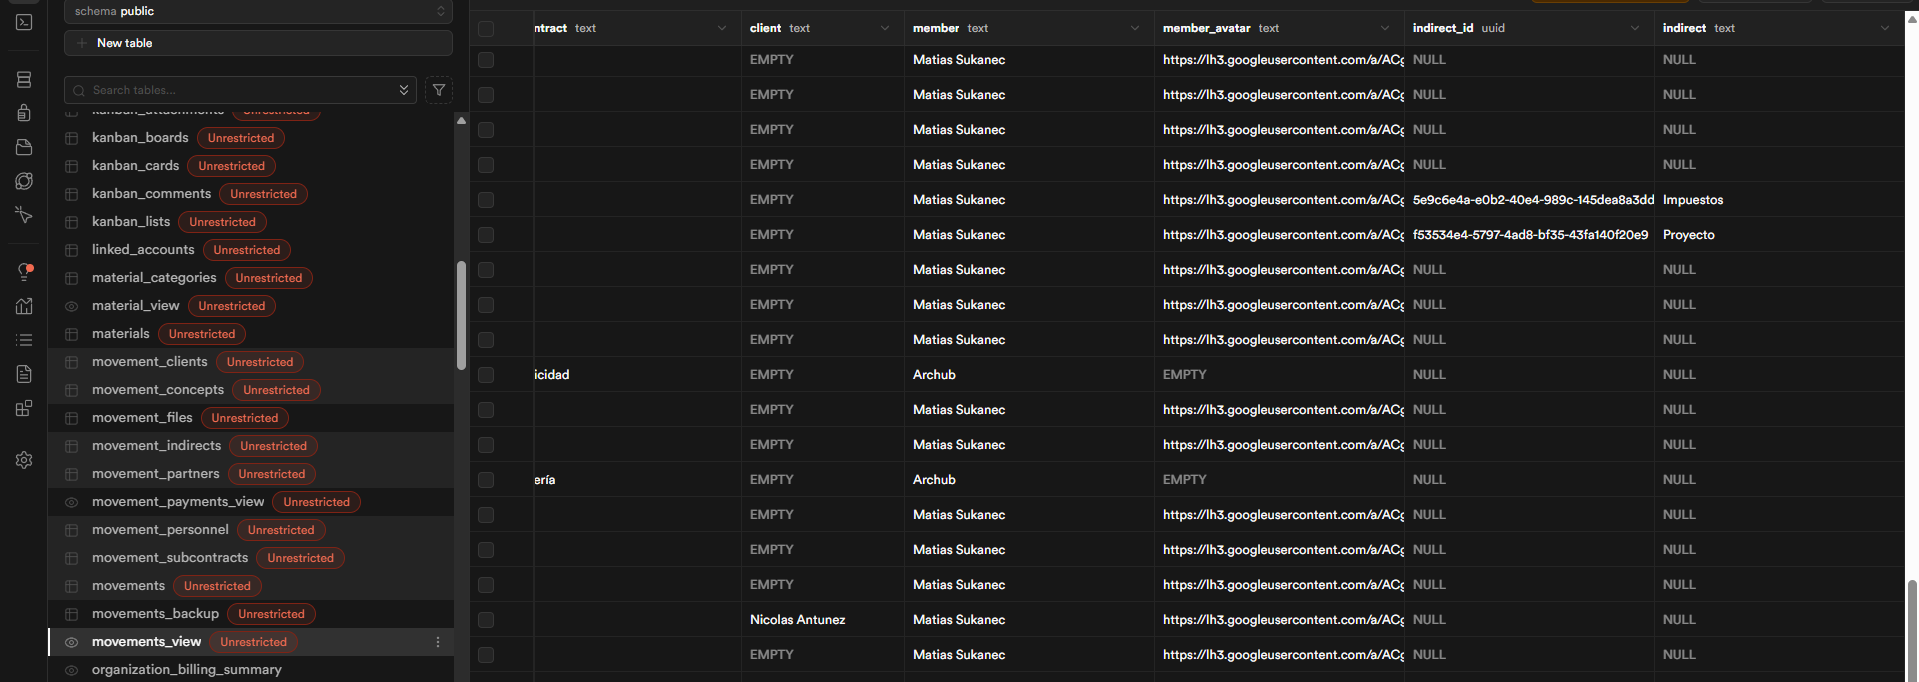 schema public
New table
Search tables...
kanban_attachments Unrestricted
kanban_boards Unrestricted
kanban_cards Unrestricted
kanban_comments Unrestricted
kanban_lists Unrestricted
linked_accounts Unrestricted
material_categories Unrestricted
material_view Unrestricted
materials Unrestricted
movement_clients Unrestricted
movement_concepts Unrestricted
movement_files Unrestricted
movement_indirects Unrestricted
movement_partners Unrestricted
movement_payments_view Unrestricted
movement_personnel Unrestricted
movement_subcontracts Unrestricted
movements Unrestricted
movements_backup Unrestricted
movements_view Unrestricted
organization_billing_summary
ntract text client text member text member_avatar text indirect_id uuid indirect text
EMPTY Matias Sukanec https://lh3.googleusercontent.com/a/ACg NULL NULL
EMPTY Matias Sukanec https://lh3.googleusercontent.com/a/ACg NULL NULL
EMPTY Matias Sukanec https://lh3.googleusercontent.com/a/ACg NULL NULL
EMPTY Matias Sukanec https://lh3.googleusercontent.com/a/ACg NULL NULL
EMPTY Matias Sukanec https://lh3.googleusercontent.com/a/ACg 5e9c6e4a-e0b2-40e4-989c-145dea8a3dd Impuestos
EMPTY Matias Sukanec https://lh3.googleusercontent.com/a/ACg f53534e4-5797-4ad8-bf35-43fa140f20e9 Proyecto
EMPTY Matias Sukanec https://lh3.googleusercontent.com/a/ACg NULL NULL
EMPTY Matias Sukanec https://lh3.googleusercontent.com/a/ACg NULL NULL
EMPTY Matias Sukanec https://lh3.googleusercontent.com/a/ACg NULL NULL
icidad EMPTY Archub EMPTY NULL NULL
EMPTY Matias Sukanec https://lh3.googleusercontent.com/a/ACg NULL NULL
EMPTY Matias Sukanec https://lh3.googleusercontent.com/a/ACg NULL NULL
ería EMPTY Archub EMPTY NULL NULL
EMPTY Matias Sukanec https://lh3.googleusercontent.com/a/ACg NULL NULL
EMPTY Matias Sukanec https://lh3.googleusercontent.com/a/ACg NULL NULL
EMPTY Matias Sukanec https://lh3.googleusercontent.com/a/ACg NULL NULL
Nicolas Antunez Matias Sukanec https://lh3.googleusercontent.com/a/ACg NULL NULL
EMPTY Matias Sukanec https://lh3.googleusercontent.com/a/ACg NULL NULL